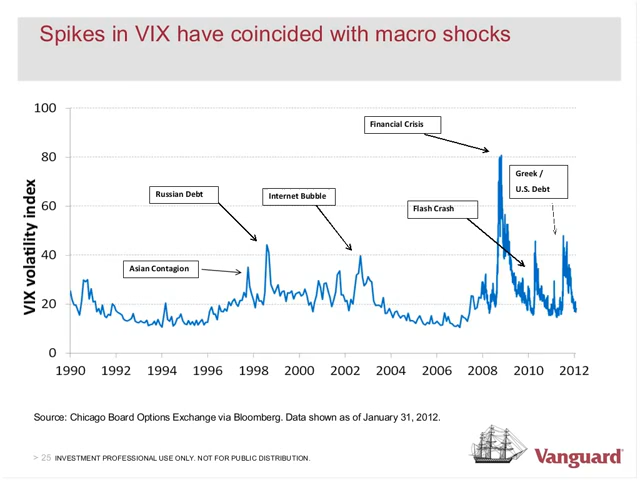 Spikes in VIX have coincided with macro shocks
100
80
60
40
20
0
VIX volatility index
Financial Crisis
Greek /
U.S. Debt
Russian Debt
Internet Bubble
Flash Crash
Asian Contagion
1990 1992 1994 1996 1998 2000 2002 2004 2006 2008 2010 2012
Source: Chicago Board Options Exchange via Bloomberg. Data shown as of January 31, 2012.
> 25 INVESTMENT PROFESSIONAL USE ONLY. NOT FOR PUBLIC DISTRIBUTION.
Vanguard®